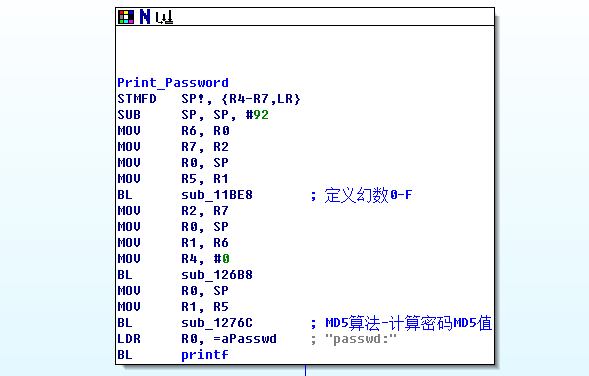 Print_Password
STMFD SP!, {R4-R7,LR}
SUB SP, SP, #92
MOV R6, R0
MOV R7, R2
MOV R0, SP
MOV R5, R1
BL sub_11BE8 ; 定义幻数0-F
MOV R2, R7
MOV R0, SP
MOV R1, R6
MOV R4, #0
BL sub_126B8
MOV R0, SP
MOV R1, R5
BL sub_1276C ; MD5算法-计算密码MD5值
LDR R0, =aPasswd ; "passwd:"
BL printf